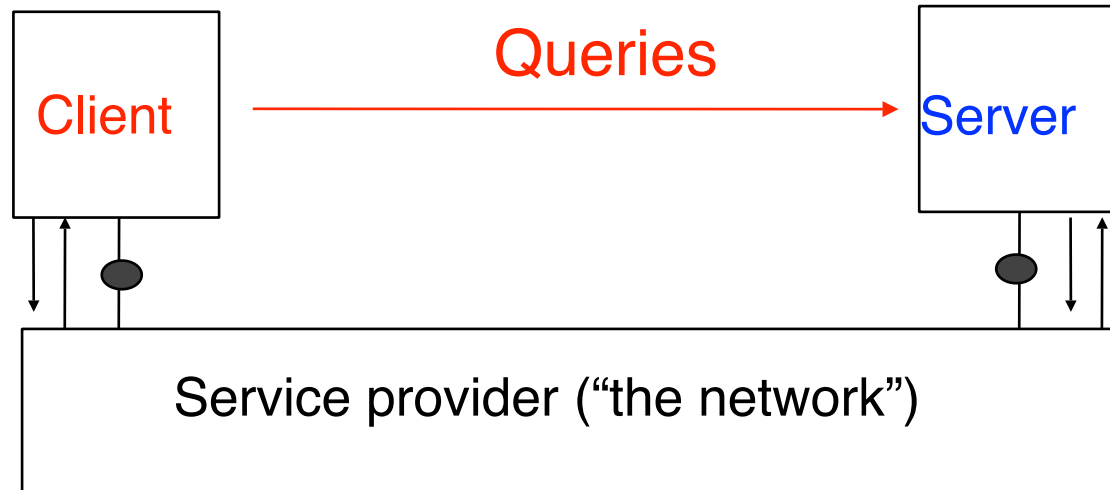 Queries
Client
Server
Service provider (“the network”)